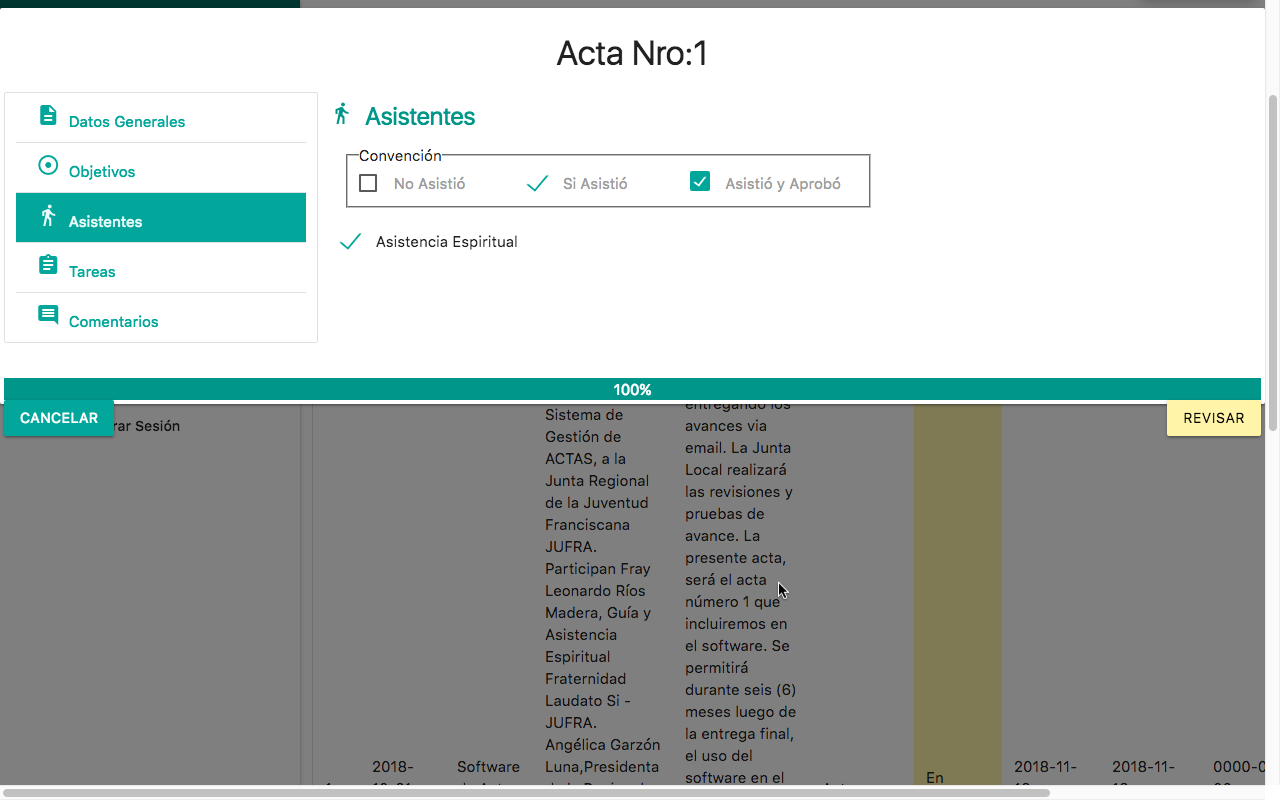 Acta Nro:1
Datos Generales
Objetivos
Asistentes
Tareas
Comentarios
Asistentes
Convención
No Asistió
Si Asistió
Asistió y Aprobó
Asistencia Espiritual
100%
CANCELAR
REVISAR
rar Sesión
Sistema de
Gestión de
ACTAS, a la
Junta Regional
de la Juventud
Franciscana
JUFRA.
Participan Fray
Leonardo Ríos
Madera, Guía y
Asistencia
Espiritual
Fraternidad
Laudato Si -
JUFRA.
Angélica Garzón
Luna,Presidenta
entregando los
avances via
email. La Junta
Local realizará
las revisiones y
pruebas de
avance. La
presente acta,
será el acta
número 1 que
incluiremos en
el software. Se
permitirá
durante seis (6)
meses luego de
la entrega final,
el uso del
software en el
2018-
Software
En
2018-11-
2018-11-
0000-0